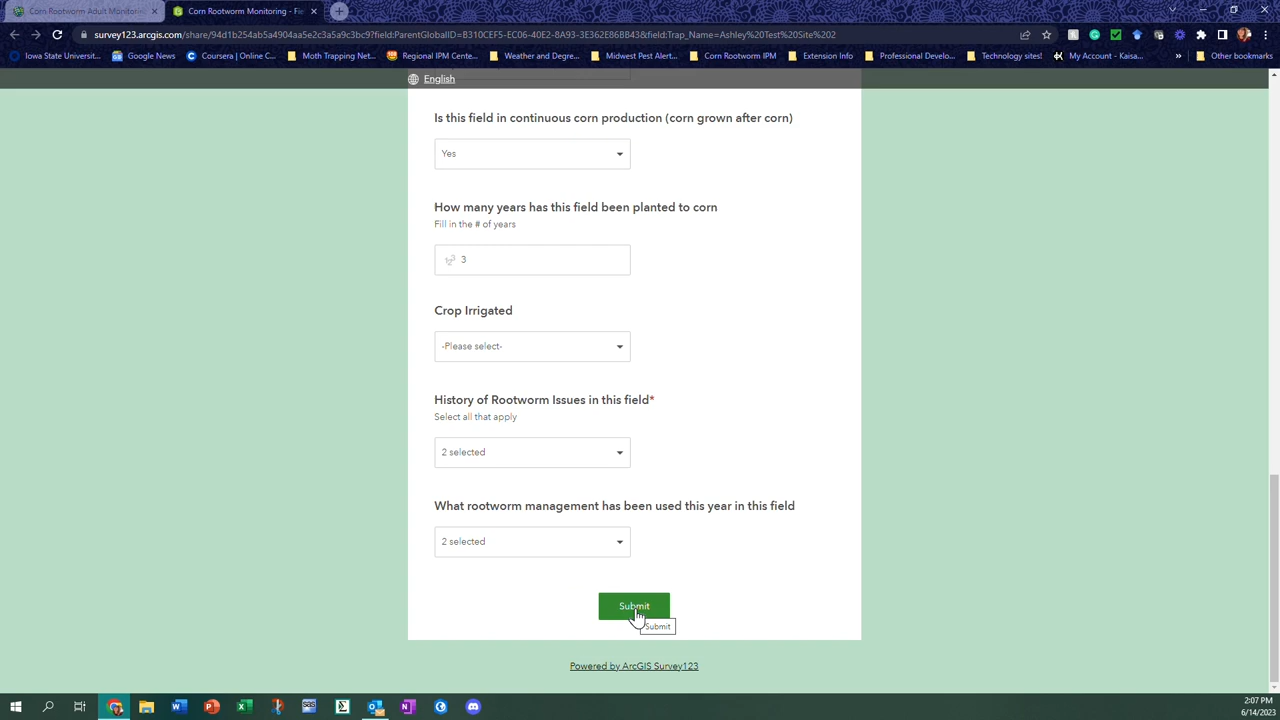 Corn Rootworm Adult Monitorin
Corn Rootworm Monitoring - Fie
survey123.arcgis.com/share/94d1b254ab5a4904aa5e2c3a5a9c3bc9?field:ParentGlobalID=B310CEF5-EC06-40E2-8A93-3E362E86BB43&field:Trap_Name=Ashley%20Test%20Site%202
Iowa State Universit... Google News Coursera | Online C... Moth Trapping Net... Regional IPM Cente... Weather and Degre... Midwest Pest Alert... Corn Rootworm IPM Extension Info Professional Develo... Technology sites! My Account - Kaisa... » Other bookmarks
English
Is this field in continuous corn production (corn grown after corn)
Yes
How many years has this field been planted to corn
Fill in the # of years
3
Crop Irrigated
-Please select-
History of Rootworm Issues in this field*
Select all that apply
2 selected
What rootworm management has been used this year in this field
2 selected
Submit
Submit
Powered by ArcGIS Survey123
2:07 PM
6/14/2023